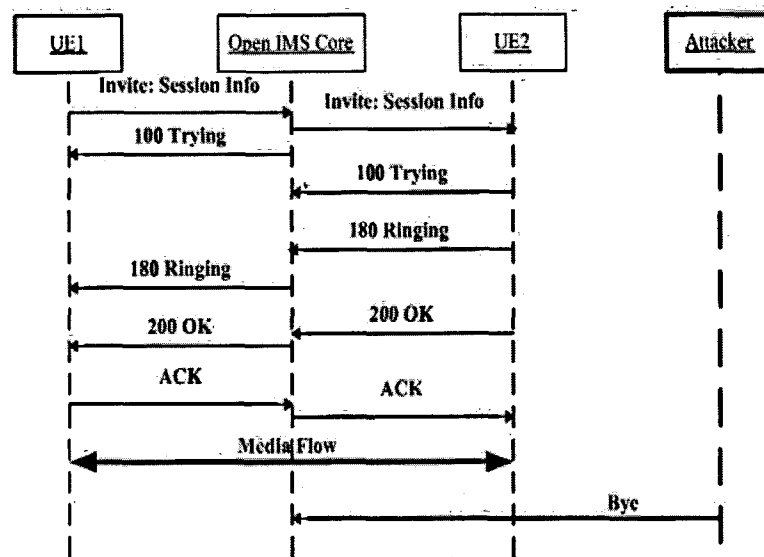 UE1
Open IMS Core
UE2
Attacker
Invite: Session Info
Invite: Session Info
100 Trying
100 Trying
180 Ringing
180 Ringing
200 OK
200 OK
ACK
ACK
Media Flow
Bye